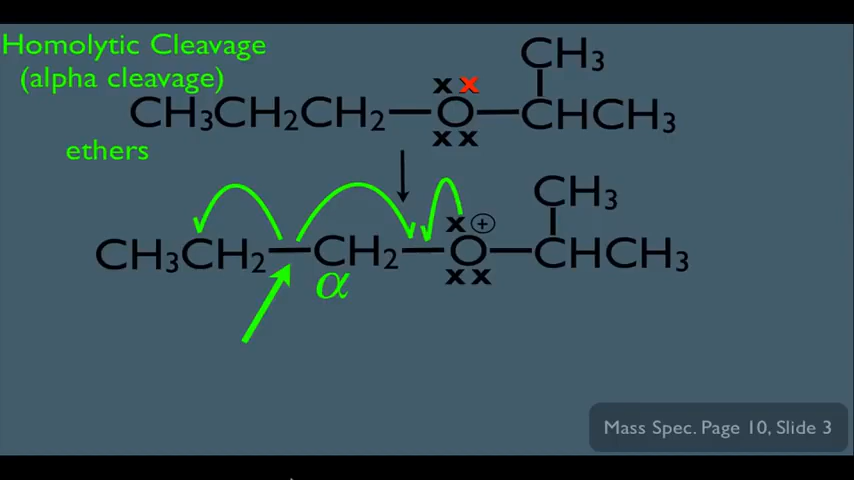 Homolytic Cleavage
(alpha cleavage)
ethers
CH3
x x
CH3CH2CH2—O—CHCH3
x x
CH3
x ⊕
CH3CH2—CH2—O—CHCH3
α
x x
Mass Spec. Page 10, Slide 3